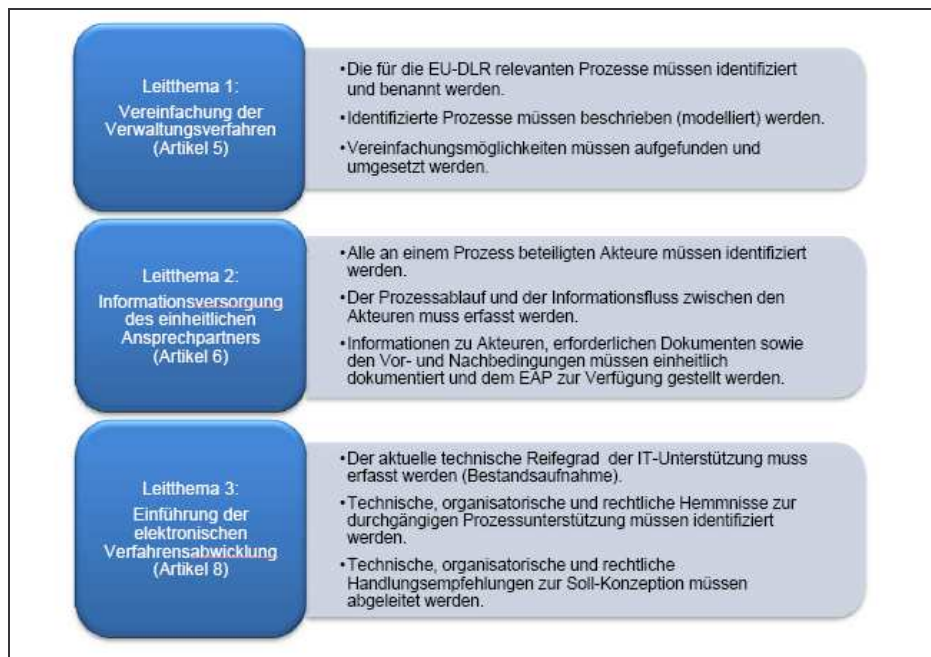 Leitthema 1:
Vereinfachung der
Verwaltungsverfahren
(Artikel 5)
•Die für die EU-DLR relevanten Prozesse müssen identifiziert
und benannt werden.
•Identifizierte Prozesse müssen beschrieben (modelliert) werden.
•Vereinfachungsmöglichkeiten müssen aufgefunden und
umgesetzt werden.
Leitthema 2:
Informationsversorgung
des einheitlichen
Ansprechpartners
(Artikel 6)
•Alle an einem Prozess beteiligten Akteure müssen identifiziert
werden.
•Der Prozessablauf und der Informationsfluss zwischen den
Akteuren muss erfasst werden.
•Informationen zu Akteuren, erforderlichen Dokumenten sowie
den Vor- und Nachbedingungen müssen einheitlich
dokumentiert und dem EAP zur Verfügung gestellt werden.
Leitthema 3:
Einführung der
elektronischen
Verfahrensabwicklung
(Artikel 8)
•Der aktuelle technische Reifegrad der IT-Unterstützung muss
erfasst werden (Bestandsaufnahme).
•Technische, organisatorische und rechtliche Hemmnisse zur
durchgängigen Prozessunterstützung müssen identifiziert
werden.
•Technische, organisatorische und rechtliche
Handlungsempfehlungen zur Soll-Konzeption müssen
abgeleitet werden.